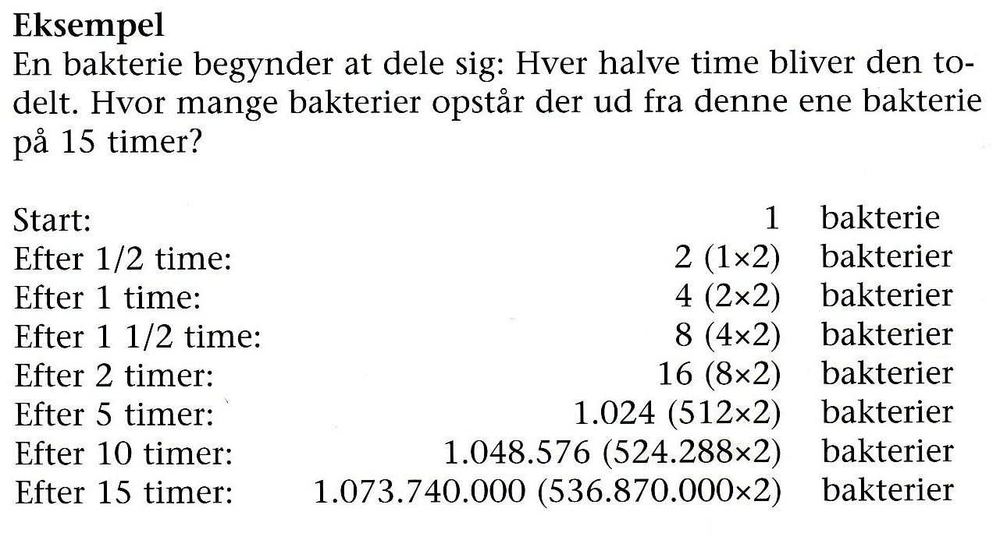 Eksempel
En bakterie begynder at dele sig: Hver halve time bliver den to-
delt. Hvor mange bakterier opstår der ud fra denne ene bakterie
på 15 timer?
Start: 1 bakterie
Efter 1/2 time: 2 (1×2) bakterier
Efter 1 time: 4 (2×2) bakterier
Efter 1 1/2 time: 8 (4×2) bakterier
Efter 2 timer: 16 (8×2) bakterier
Efter 5 timer: 1.024 (512×2) bakterier
Efter 10 timer: 1.048.576 (524.288×2) bakterier
Efter 15 timer: 1.073.740.000 (536.870.000×2) bakterier